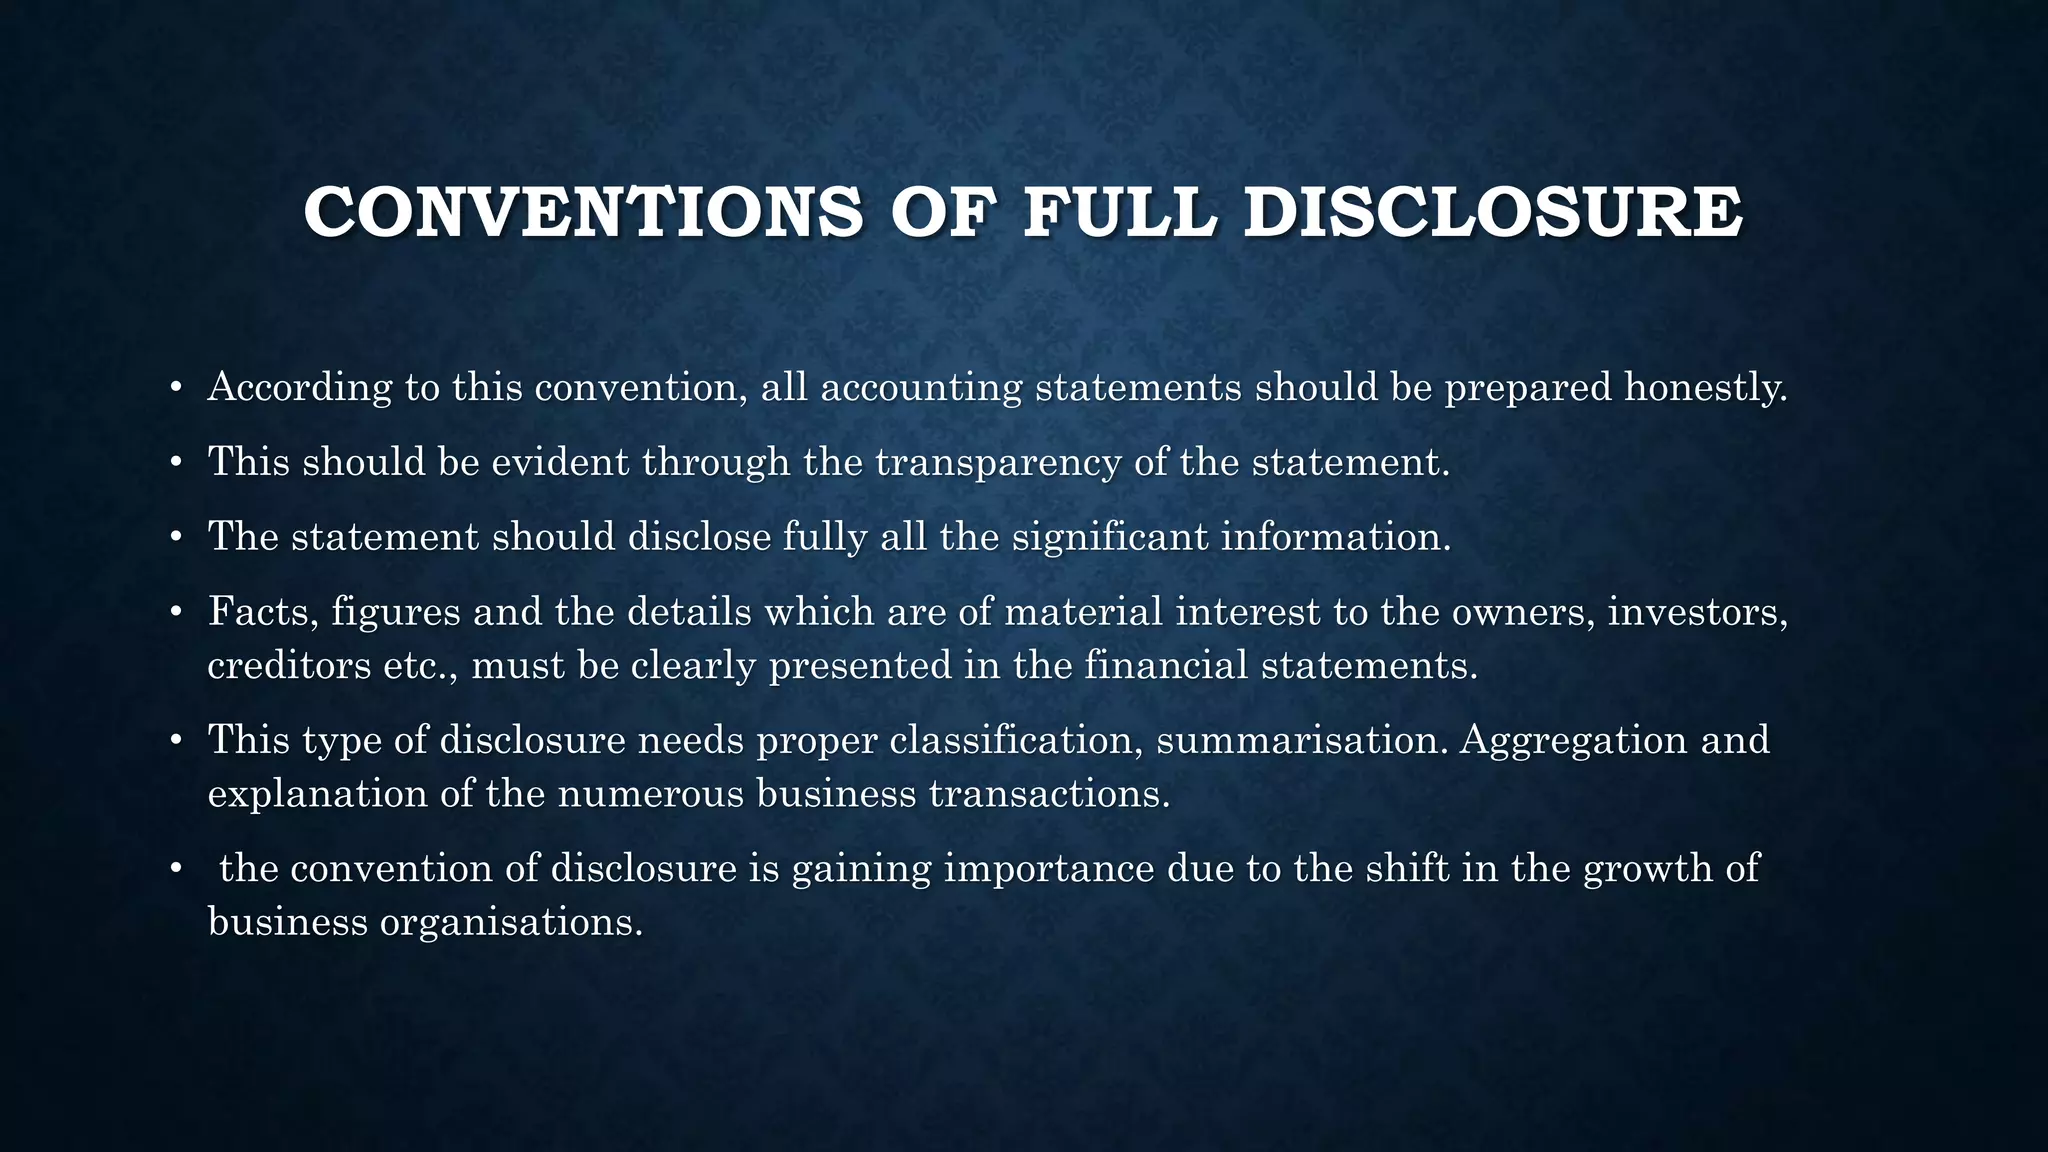 CONVENTIONS OF FULL DISCLOSURE
• According to this convention, all accounting statements should be prepared honestly.
• This should be evident through the transparency of the statement.
• The statement should disclose fully all the significant information.
• Facts, figures and the details which are of material interest to the owners, investors,
creditors etc., must be clearly presented in the financial statements.
• This type of disclosure needs proper classification, summarisation. Aggregation and
explanation of the numerous business transactions.
• the convention of disclosure is gaining importance due to the shift in the growth of
business organisations.